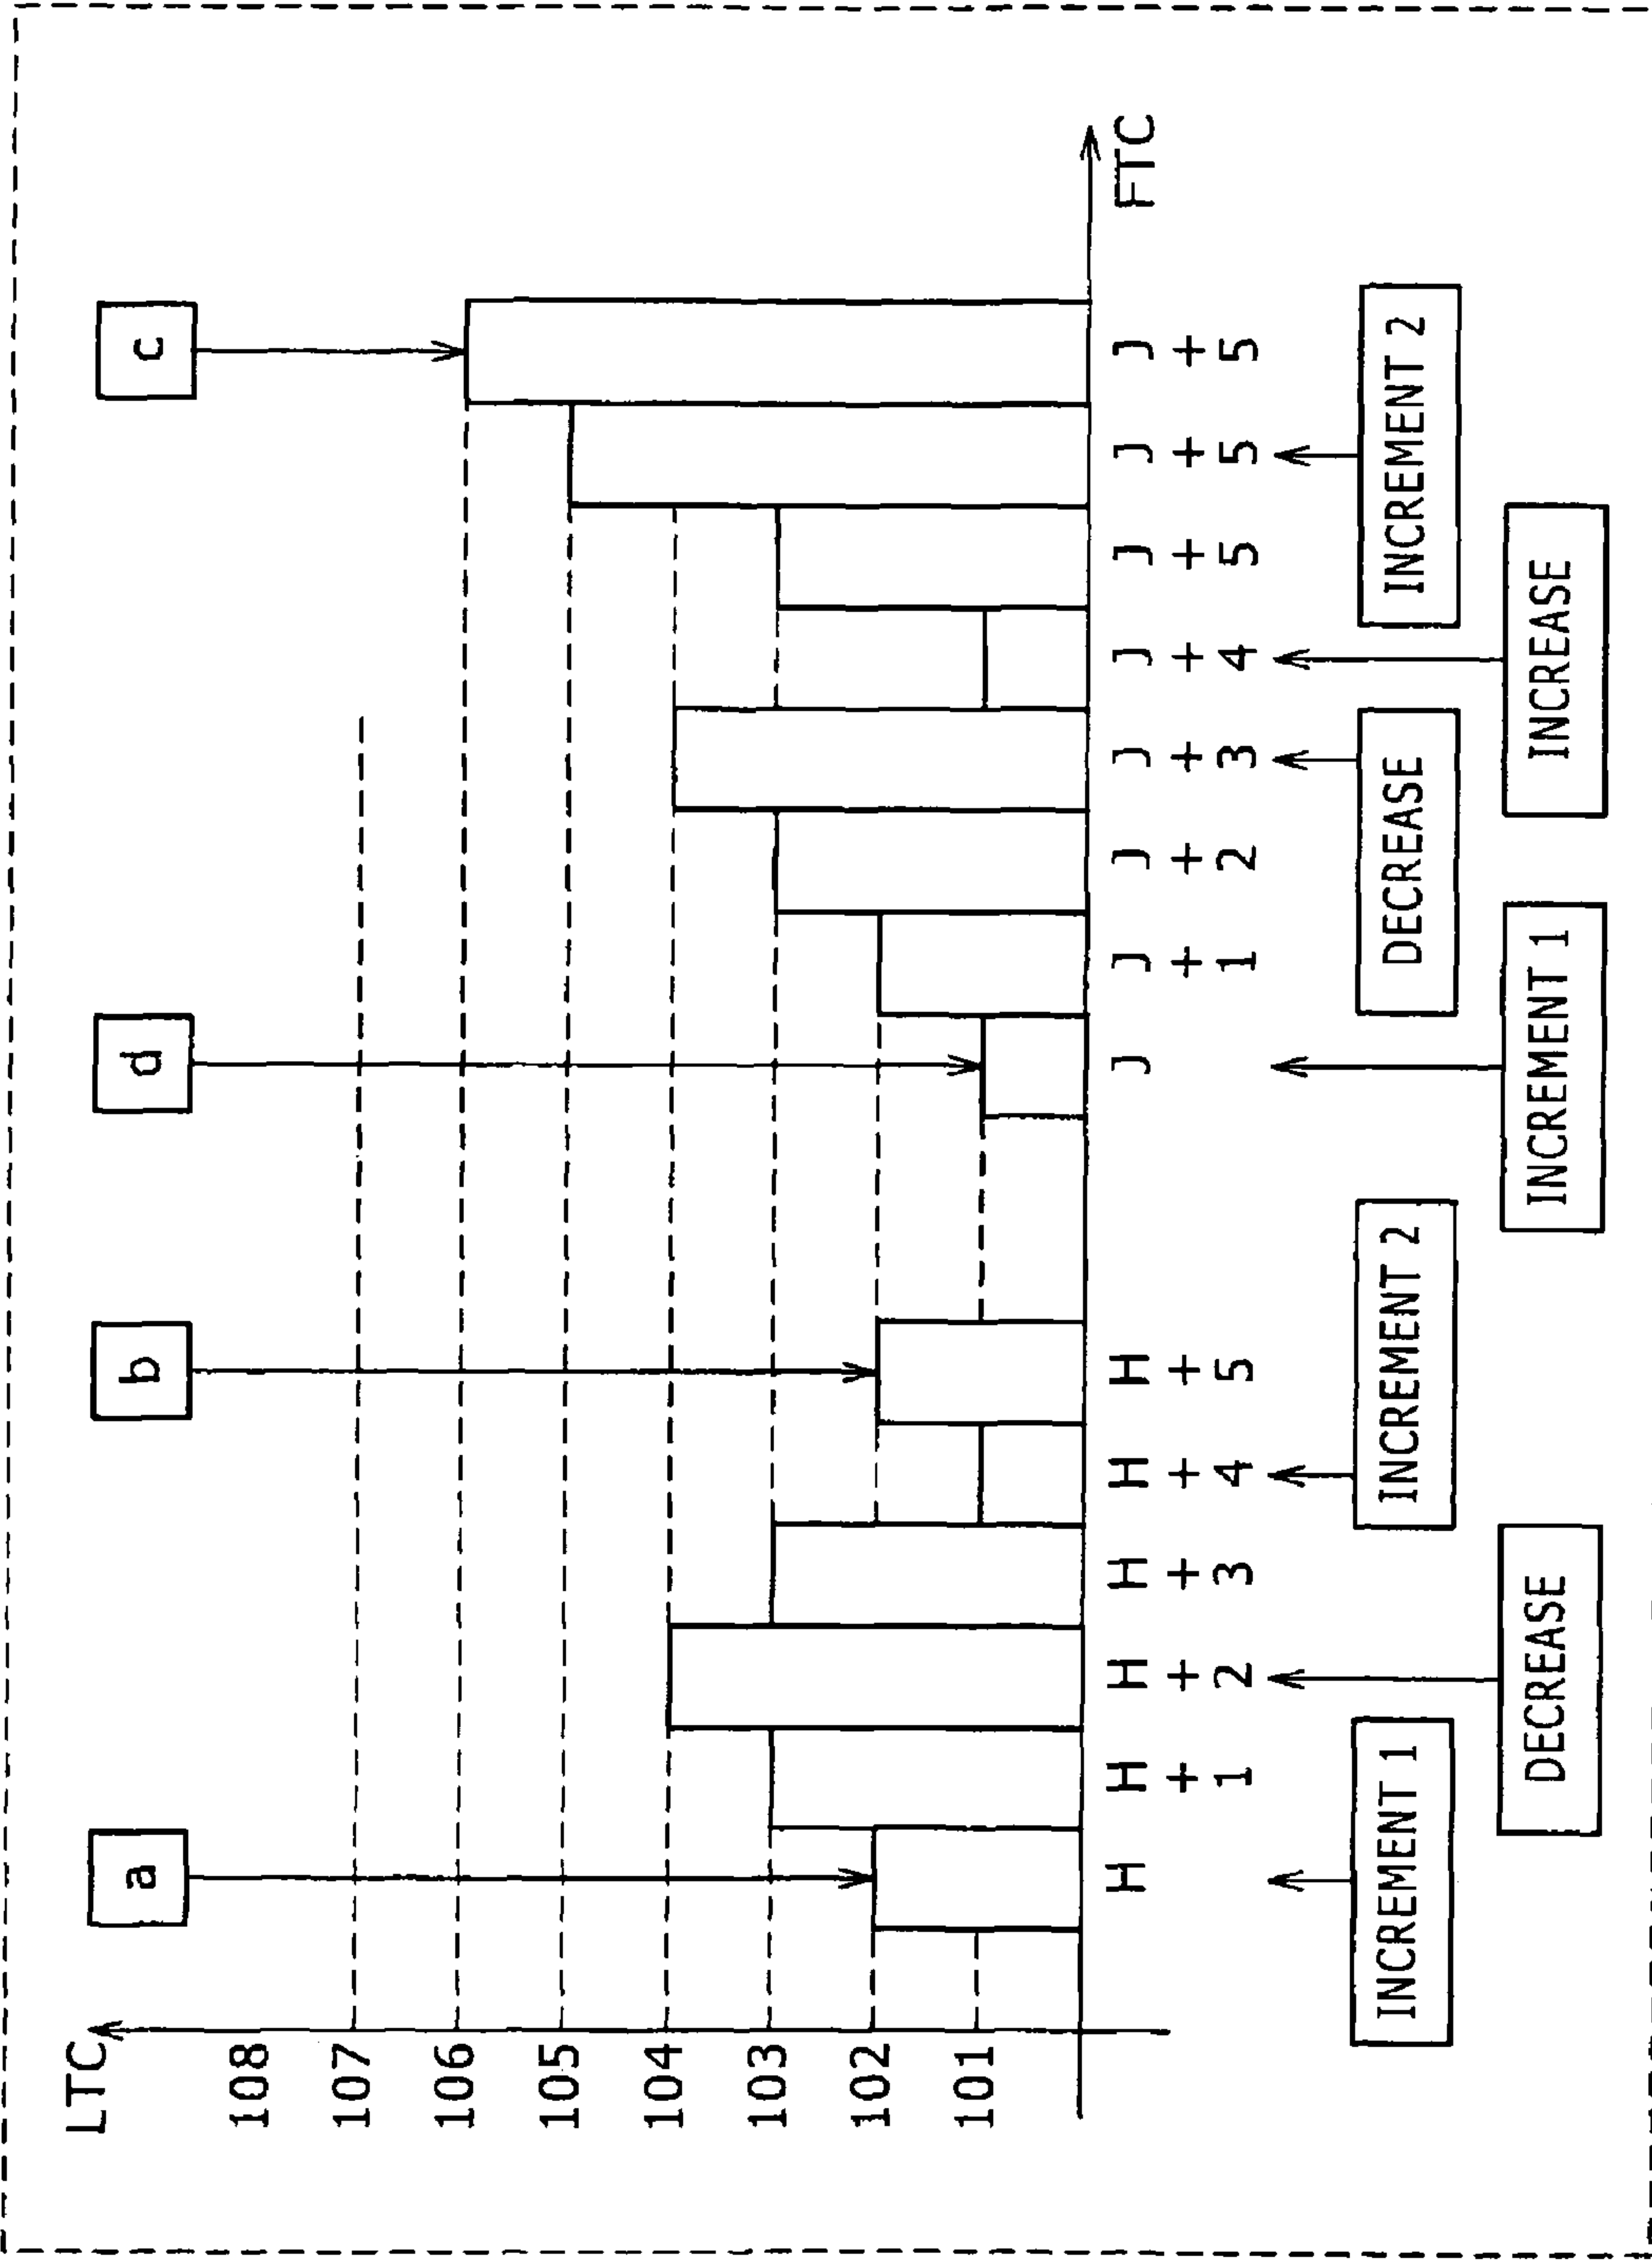 LTC
a
b
d
c
108
107
106
105
104
103
102
101
FTC
H
H+1
H+2
H+3
H+4
H+5
J
J+1
J+2
J+3
J+4
J+5
J+5
J+5
INCREMENT 1
INCREMENT 2
DECREASE
INCREMENT 2
DECREASE
INCREMENT 1
INCREASE